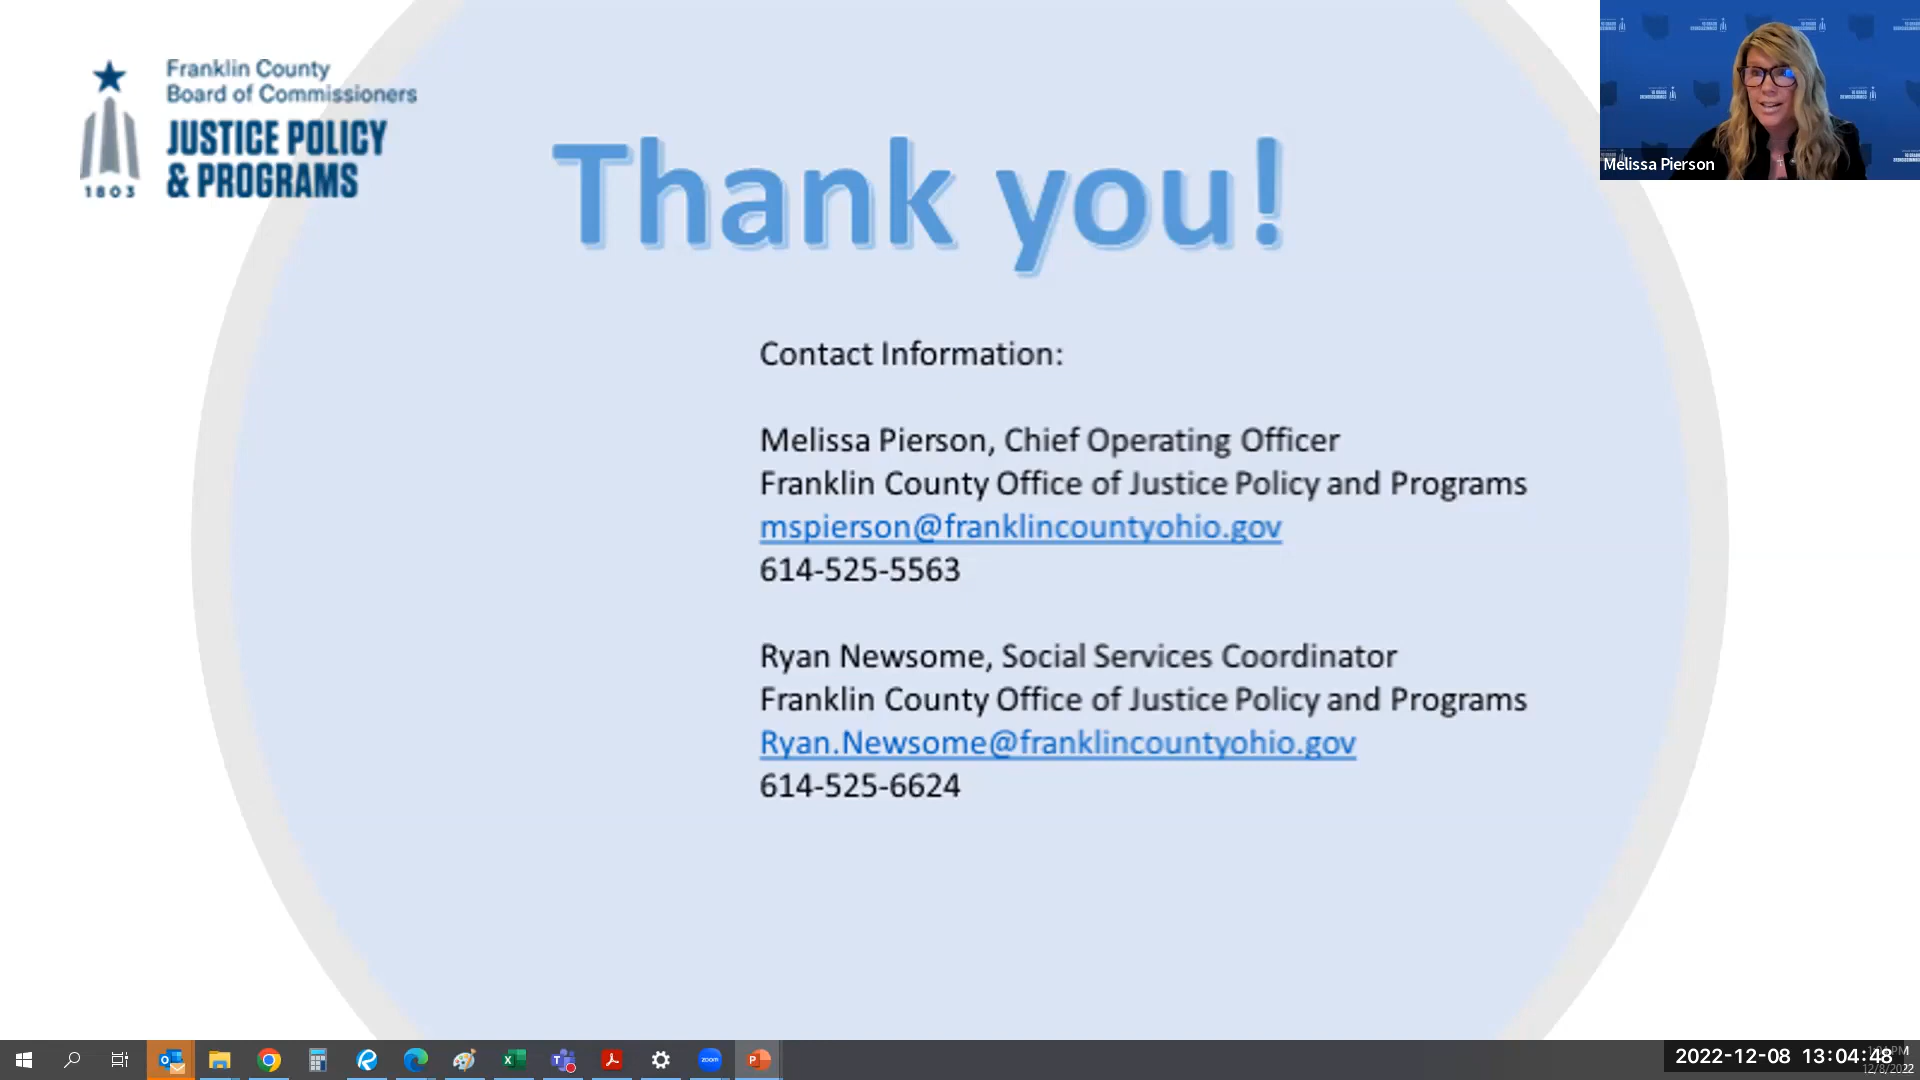 Franklin County
Board of Commissioners
JUSTICE POLICY
& PROGRAMS
1803
Thank you!
Melissa Pierson
Contact Information:
Melissa Pierson, Chief Operating Officer
Franklin County Office of Justice Policy and Programs
mspierson@franklincountyohio.gov
614-525-5563
Ryan Newsome, Social Services Coordinator
Franklin County Office of Justice Policy and Programs
Ryan.Newsome@franklincountyohio.gov
614-525-6624
zoom
2022-12-08 13:04:48
12/8/2022